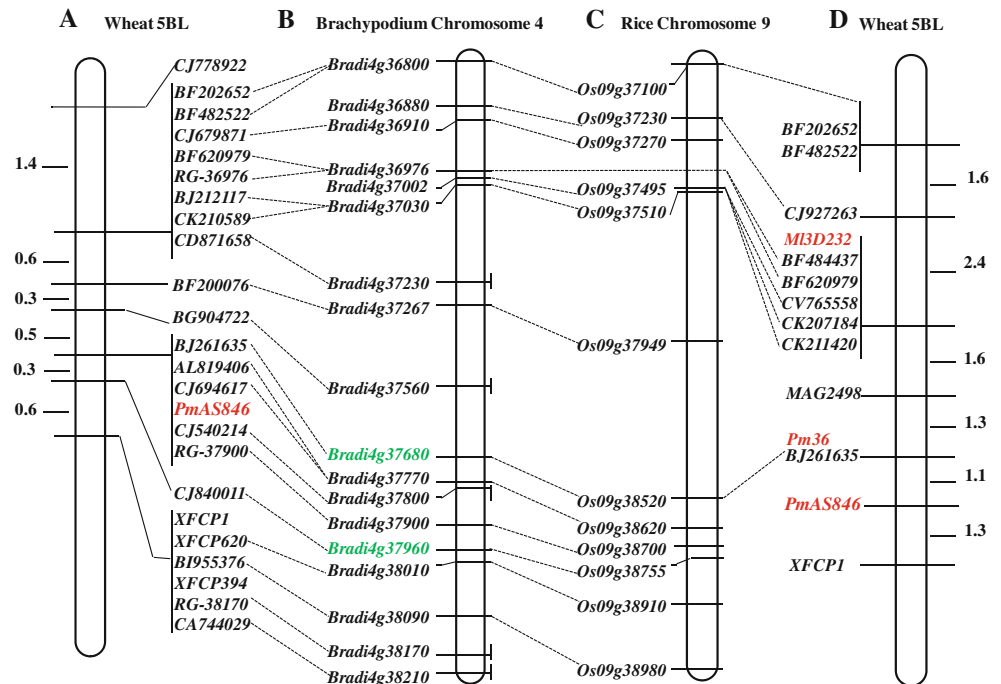 A Wheat 5BL
B Brachypodium Chromosome 4
C Rice Chromosome 9
D Wheat 5BL
1.4
0.6
0.3
0.5
0.3
0.6
CJ778922
BF202652
BF482522
CJ679871
BF620979
RG-36976
BJ212117
CK210589
CD871658
BF200076
BG904722
BJ261635
AL819406
CJ694617
PmAS846
CJ540214
RG-37900
CJ840011
XFCP1
XFCP620
BI955376
XFCP394
RG-38170
CA744029
Bradi4g36800
Bradi4g36880
Bradi4g36910
Bradi4g36976
Bradi4g37002
Bradi4g37030
Bradi4g37230
Bradi4g37267
Bradi4g37560
Bradi4g37680
Bradi4g37770
Bradi4g37800
Bradi4g37900
Bradi4g37960
Bradi4g38010
Bradi4g38090
Bradi4g38170
Bradi4g38210
Os09g37100
Os09g37230
Os09g37270
Os09g37495
Os09g37510
Os09g37949
Os09g38520
Os09g38620
Os09g38700
Os09g38755
Os09g38910
Os09g38980
BF202652
BF482522
CJ927263
Ml3D232
BF484437
BF620979
CV765558
CK207184
CK211420
MAG2498
Pm36
BJ261635
PmAS846
XFCP1
1.6
2.4
1.6
1.3
1.1
1.3